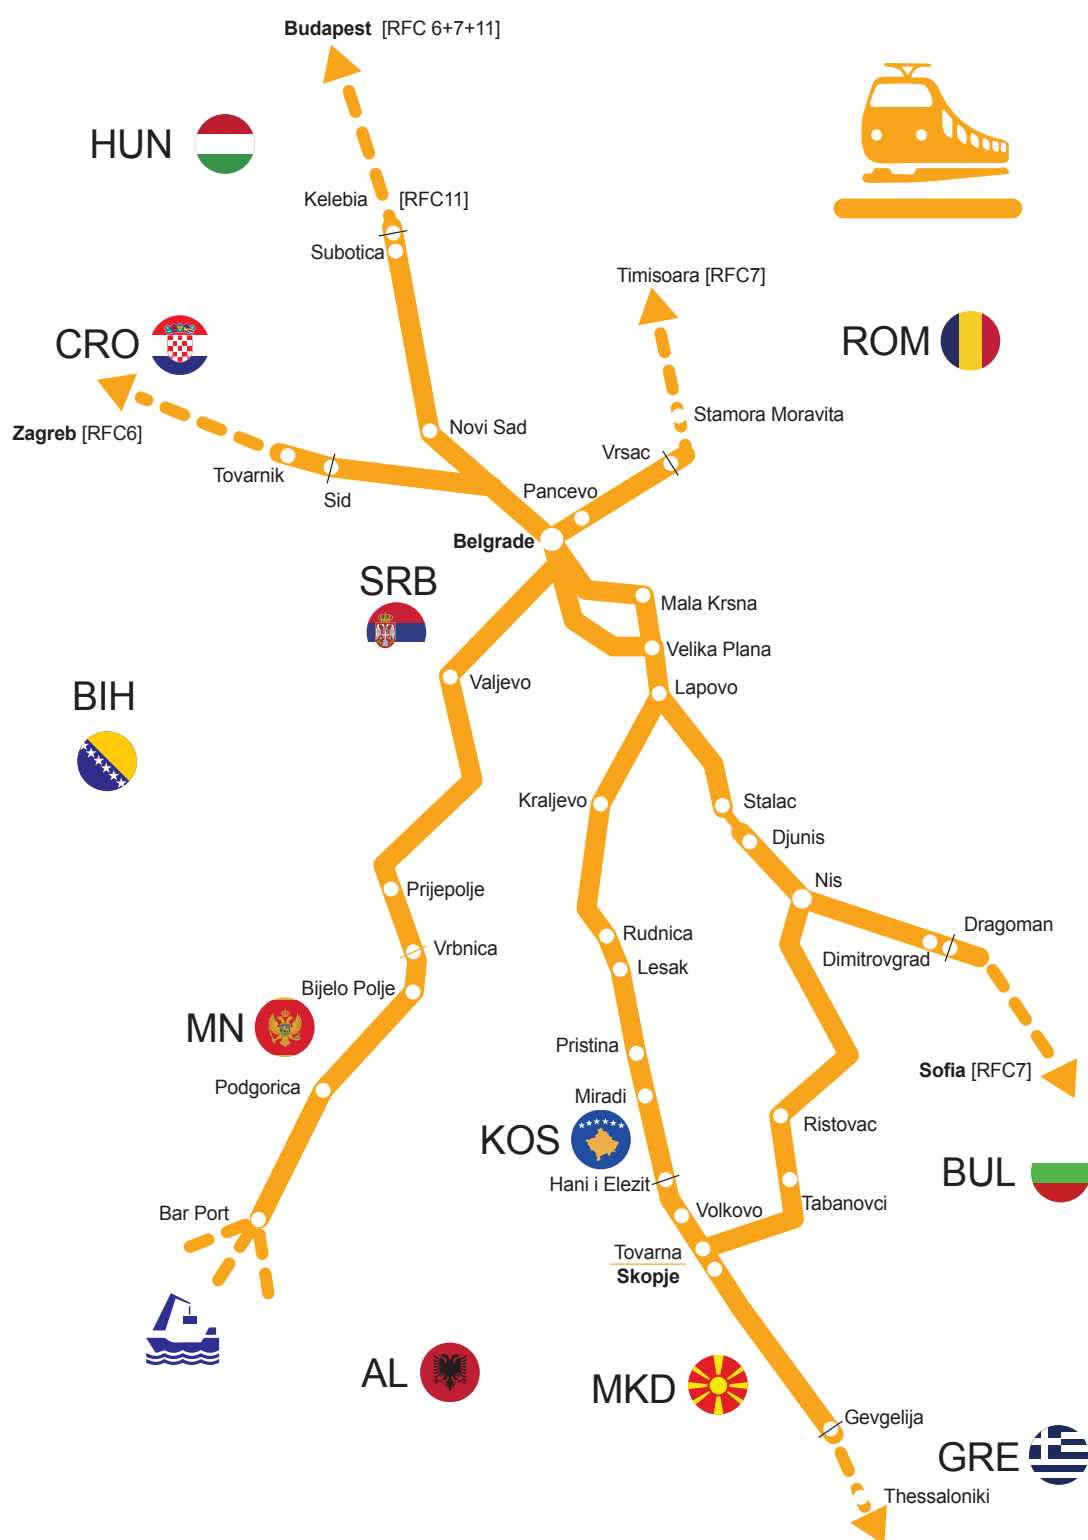 Budapest [RFC 6+7+11]
HUN
Kelebia [RFC11]
Subotica
Timisoara [RFC7]
CRO
ROM
Zagreb [RFC6]
Novi Sad
Stamora Moravita
Tovarnik
Vrsac
Sid
Pancevo
Belgrade
SRB
Mala Krsna
Velika Plana
Valjevo
Lapovo
BIH
Kraljevo
Stalac
Djunis
Nis
Prijepolje
Dragoman
Rudnica
Vrbnica
Dimitrovgrad
Lesak
Bijelo Polje
MN
Pristina
Sofia [RFC7]
Podgorica
Miradi
Ristovac
KOS
BUL
Hani i Elezit
Tabanovci
Bar Port
Volkovo
Tovarna
Skopje
AL
MKD
Gevgelija
GRE
Thessaloniki